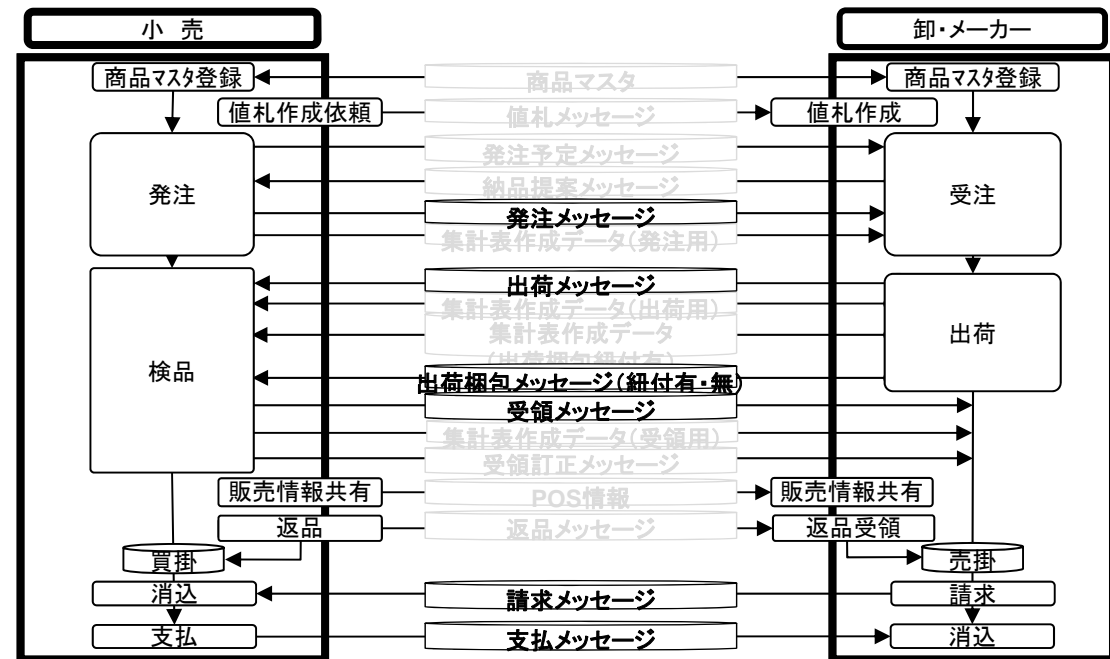 小 売
卸・メーカー
商品マスタ登録
商品マスタ
商品マスタ登録
値札作成依頼
値札メッセージ
値札作成
発注予定メッセージ
発注
納品提案メッセージ
受注
発注メッセージ
集計表作成データ(発注用)
出荷メッセージ
集計表作成データ(出荷用)
集計表作成データ
(出荷梱包紐付有)
出荷
検品
出荷梱包メッセージ(紐付有・無)
受領メッセージ
集計表作成データ(受領用)
受領訂正メッセージ
販売情報共有
POS情報
販売情報共有
返品
返品メッセージ
返品受領
買掛
売掛
消込
請求メッセージ
請求
支払
支払メッセージ
消込